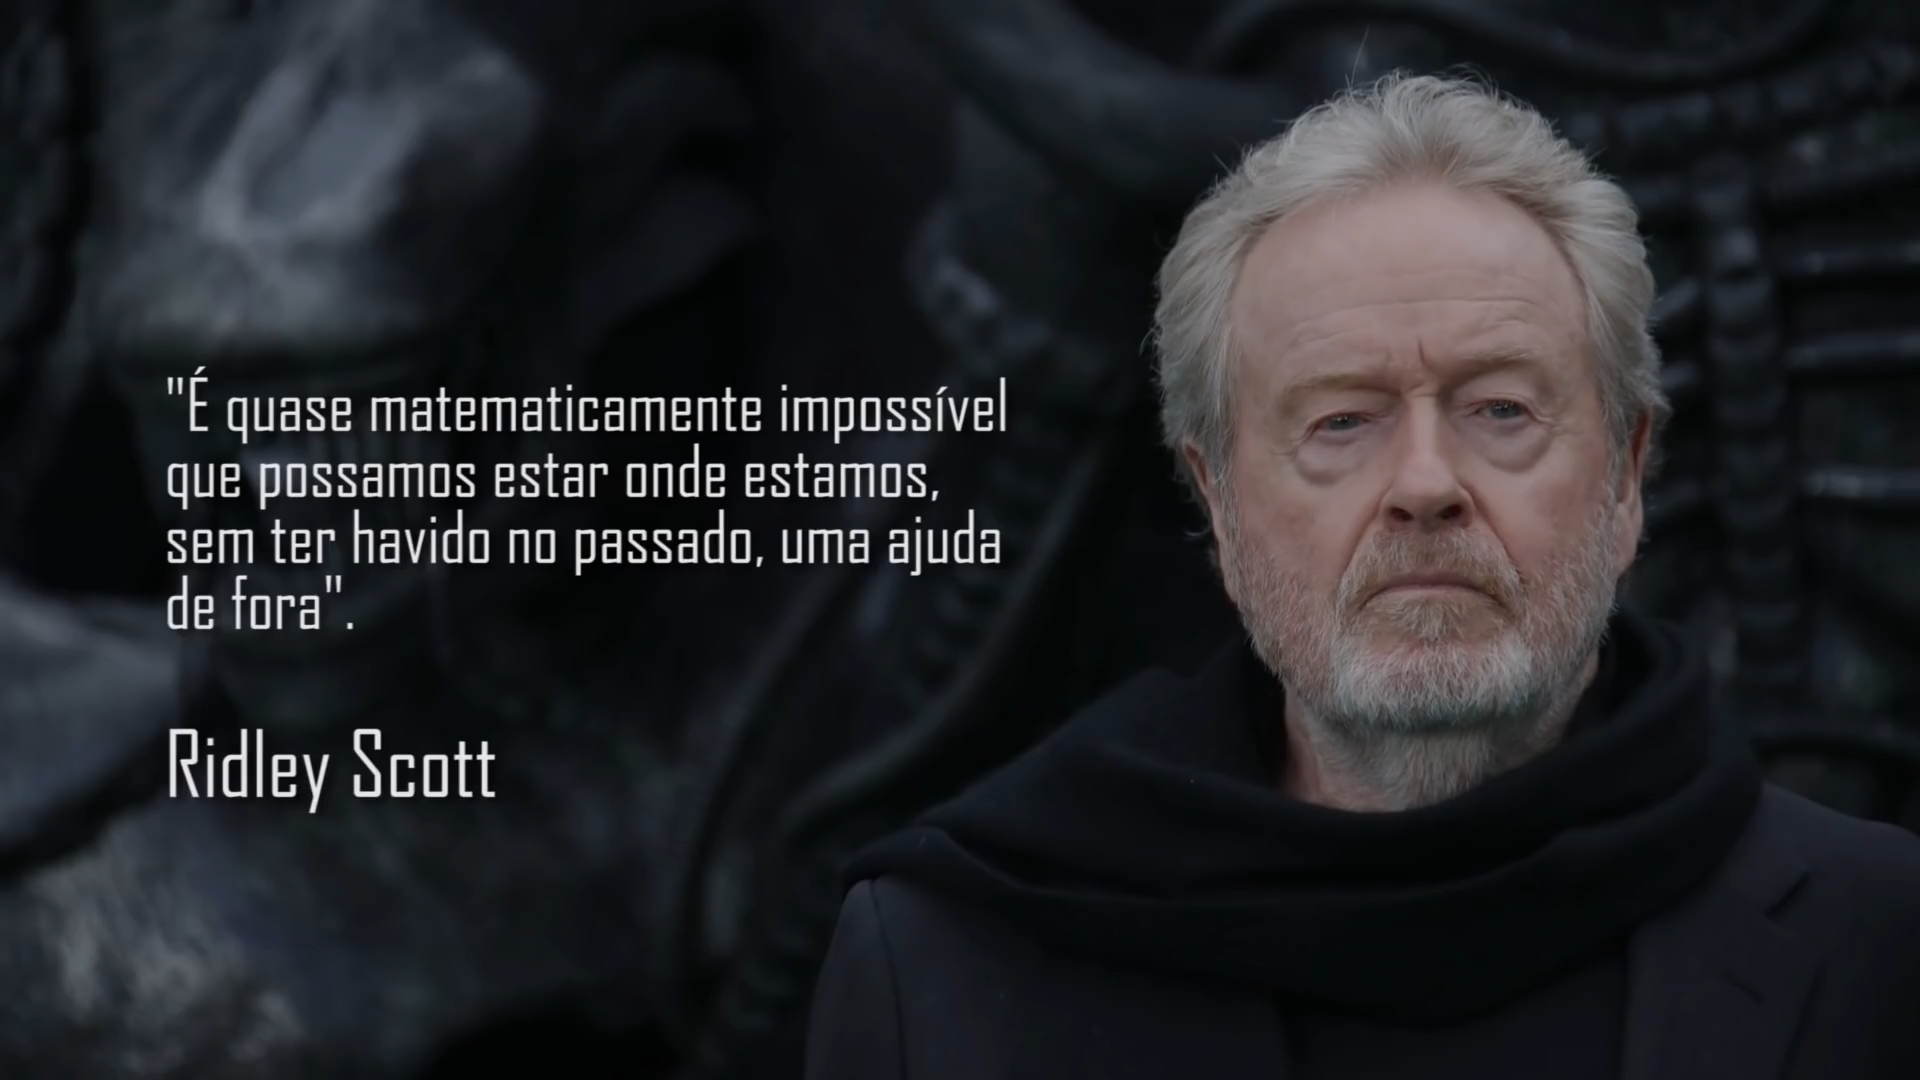 "É quase matematicamente impossível
que possamos estar onde estamos,
sem ter havido no passado, uma ajuda
de fora".
Ridley Scott